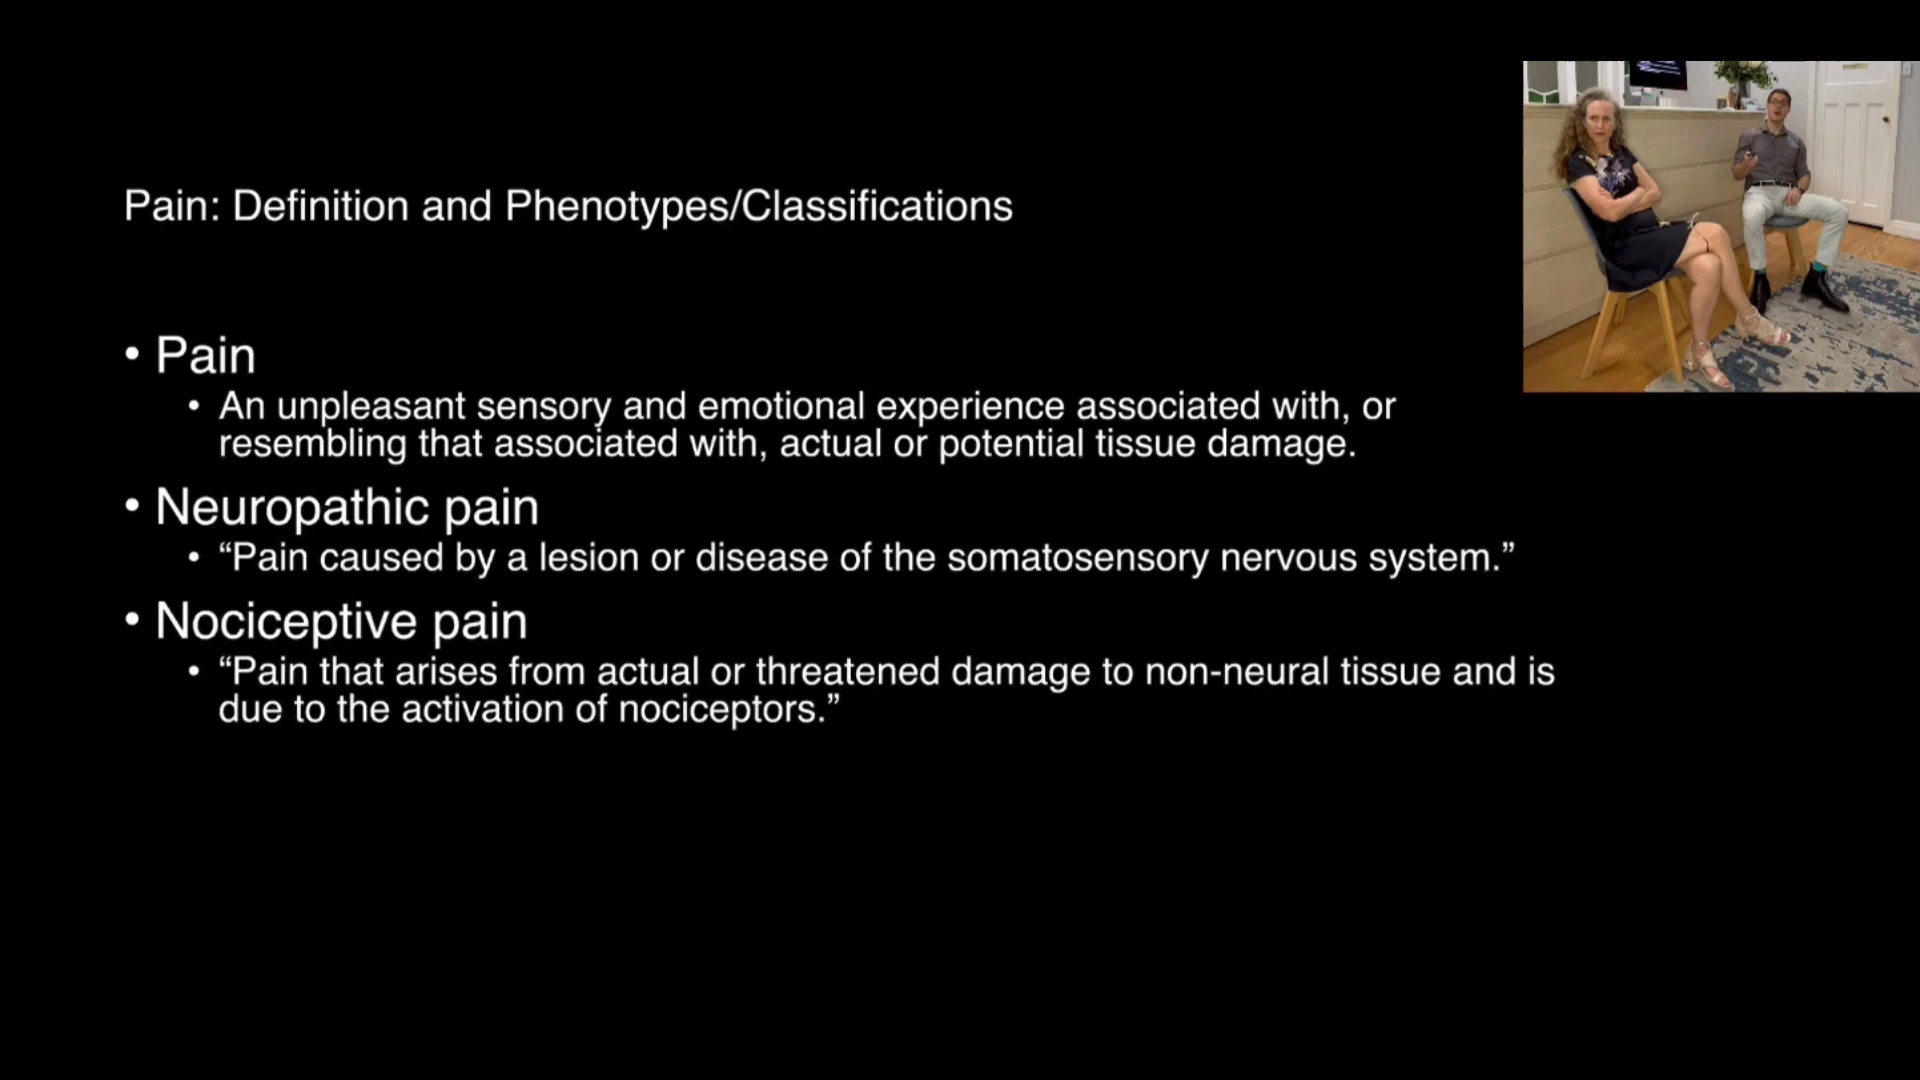 Pain: Definition and Phenotypes/Classifications
• Pain
• An unpleasant sensory and emotional experience associated with, or
resembling that associated with, actual or potential tissue damage.
• Neuropathic pain
• “Pain caused by a lesion or disease of the somatosensory nervous system.”
• Nociceptive pain
• “Pain that arises from actual or threatened damage to non-neural tissue and is
due to the activation of nociceptors.”